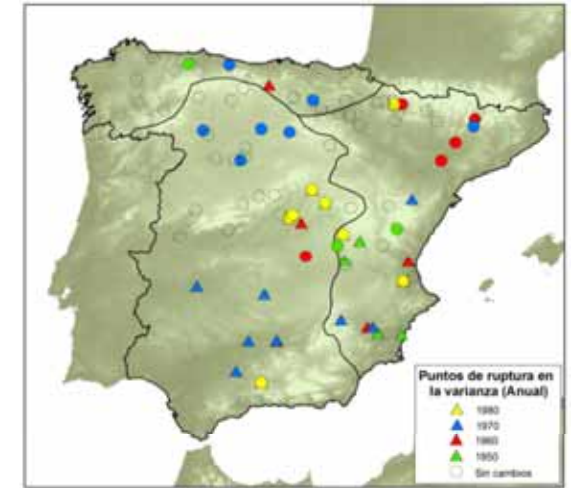 Puntos de ruptura en
la varianza (Anual)
1980
1970
1960
1950
Sin cambios